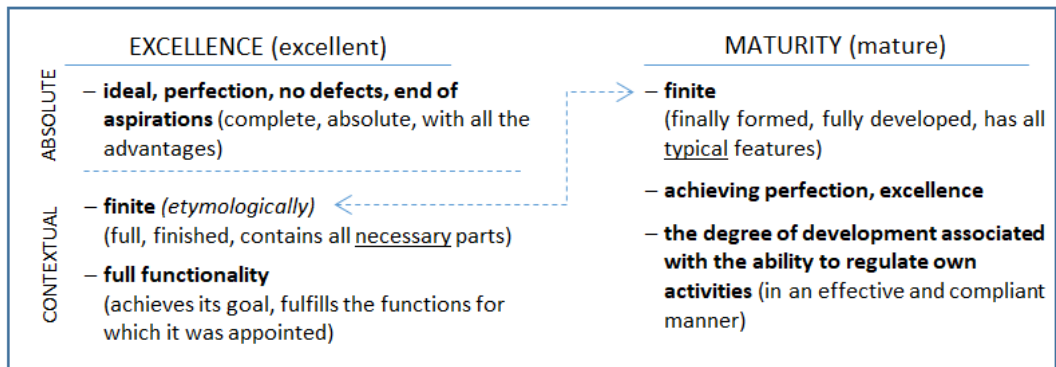 EXCELLENCE (excellent)
ABSOLUTE
– ideal, perfection, no defects, end of
aspirations (complete, absolute, with all the
advantages)
CONTEXTUAL
– finite (etymologically)
(full, finished, contains all necessary parts)
– full functionality
(achieves its goal, fulfills the functions for
which it was appointed)
MATURITY (mature)
– finite
(finally formed, fully developed, has all
typical features)
– achieving perfection, excellence
– the degree of development associated
with the ability to regulate own
activities (in an effective and compliant
manner)